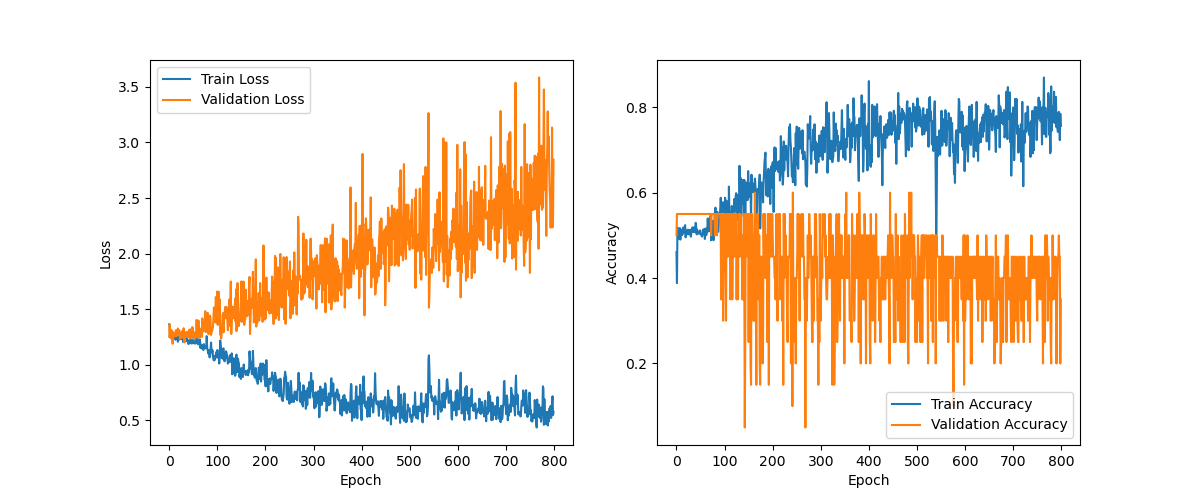 Train Loss
Validation Loss
3.5
3.0
2.5
2.0
1.5
1.0
0.5
Loss
0 100 200 300 400 500 600 700 800
Epoch
0.8
0.6
0.4
0.2
Accuracy
Train Accuracy
Validation Accuracy
0 100 200 300 400 500 600 700 800
Epoch